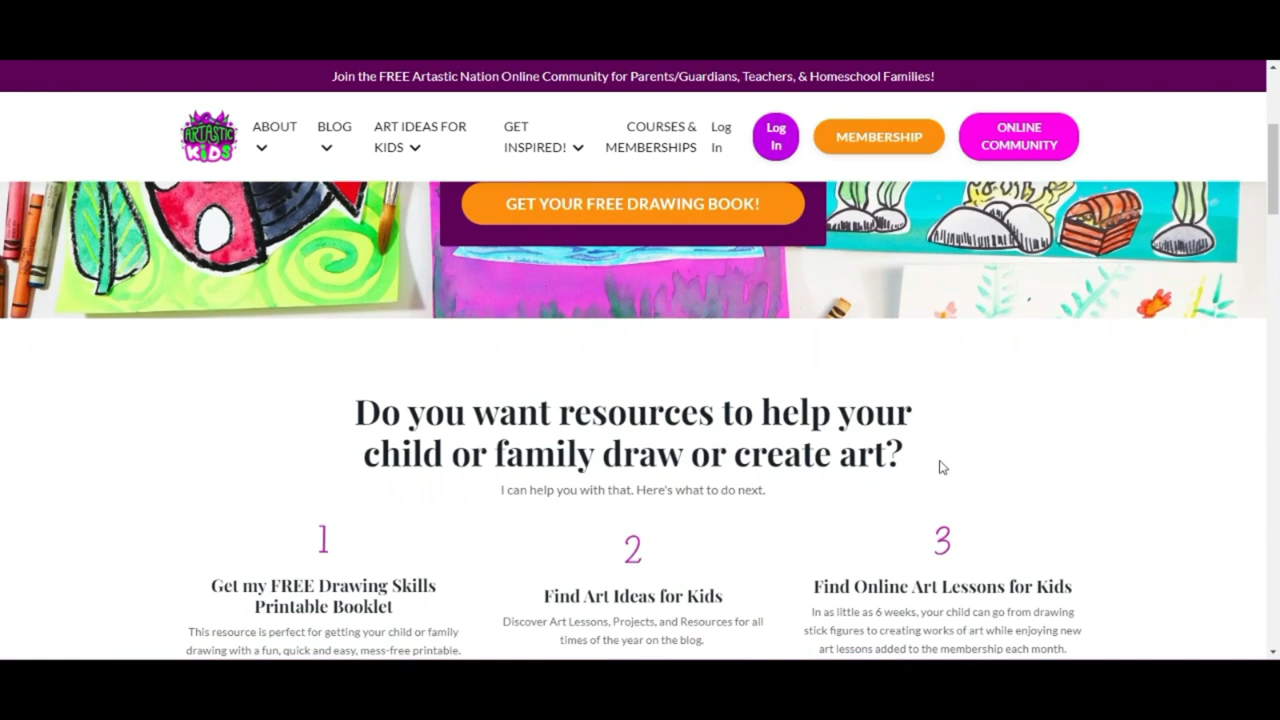 Join the FREE Artastic Nation Online Community for Parents/Guardians, Teachers, & Homeschool Families!
ARTASTIC
KiDS
ABOUT
BLOG
ART IDEAS FOR
KIDS
GET
INSPIRED!
COURSES &
MEMBERSHIPS
Log
In
Log
In
MEMBERSHIP
ONLINE
COMMUNITY
GET YOUR FREE DRAWING BOOK!
Do you want resources to help your
child or family draw or create art?
I can help you with that. Here's what to do next.
1
Get my FREE Drawing Skills
Printable Booklet
This resource is perfect for getting your child or family
drawing with a fun, quick and easy, mess-free printable.
2
Find Art Ideas for Kids
Discover Art Lessons, Projects, and Resources for all
times of the year on the blog.
3
Find Online Art Lessons for Kids
In as little as 6 weeks, your child can go from drawing
stick figures to creating works of art while enjoying new
art lessons added to the membership each month.